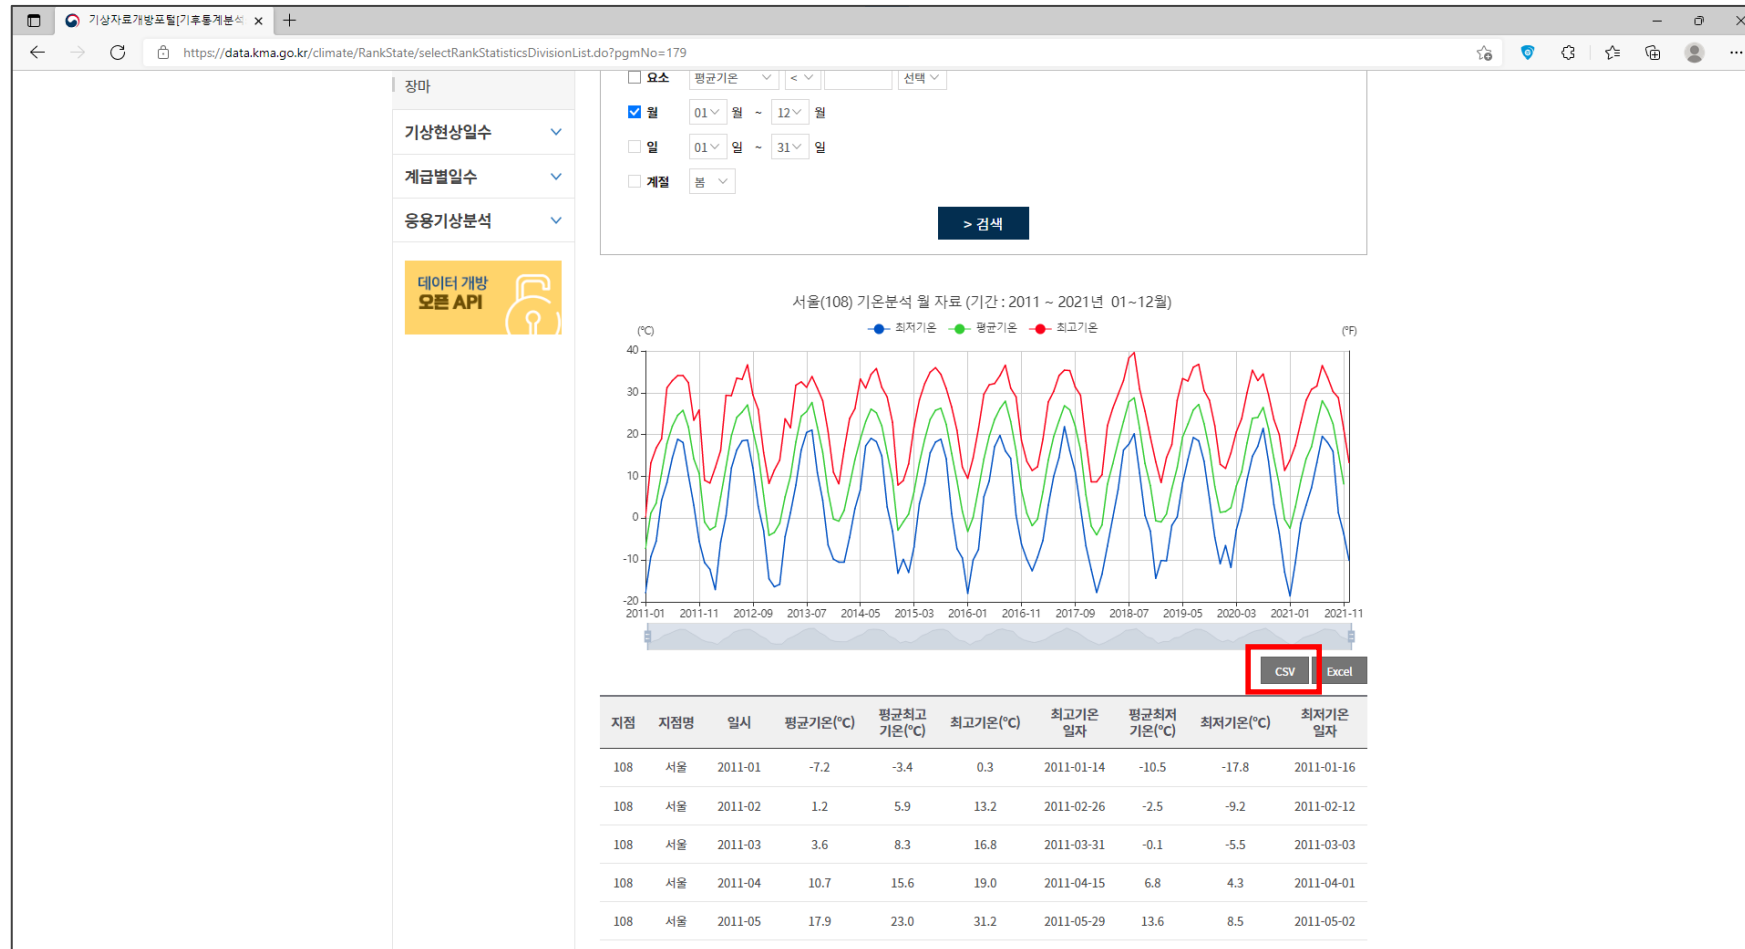 기상자료개방포털[기후통계분석
https://data.kma.go.kr/climate/RankState/selectRankStatisticsDivisionList.do?pgmNo=179
장마
기상현상일수
계급별일수
응용기상분석
데이터 개방
오픈 API
요소 평균기온 < 선택
월 01 월 ~ 12 월
일 01 일 ~ 31 일
계절 봄
> 검색
서울(108) 기온분석 월 자료 (기간 : 2011 ~ 2021년 01~12월)
(℃) 최저기온 평균기온 최고기온 (℉)
40
30
20
10
0
-10
-20
2011-01 2011-11 2012-09 2013-07 2014-05 2015-03 2016-01 2016-11 2017-09 2018-07 2019-05 2020-03 2021-01 2021-11
CSV Excel
지점 지점명 일시 평균기온(℃) 평균최고기온(℃) 최고기온(℃) 최고기온일자 평균최저기온(℃) 최저기온(℃) 최저기온일자
108 서울 2011-01 -7.2 -3.4 0.3 2011-01-14 -10.5 -17.8 2011-01-16
108 서울 2011-02 1.2 5.9 13.2 2011-02-26 -2.5 -9.2 2011-02-12
108 서울 2011-03 3.6 8.3 16.8 2011-03-31 -0.1 -5.5 2011-03-03
108 서울 2011-04 10.7 15.6 19.0 2011-04-15 6.8 4.3 2011-04-01
108 서울 2011-05 17.9 23.0 31.2 2011-05-29 13.6 8.5 2011-05-02